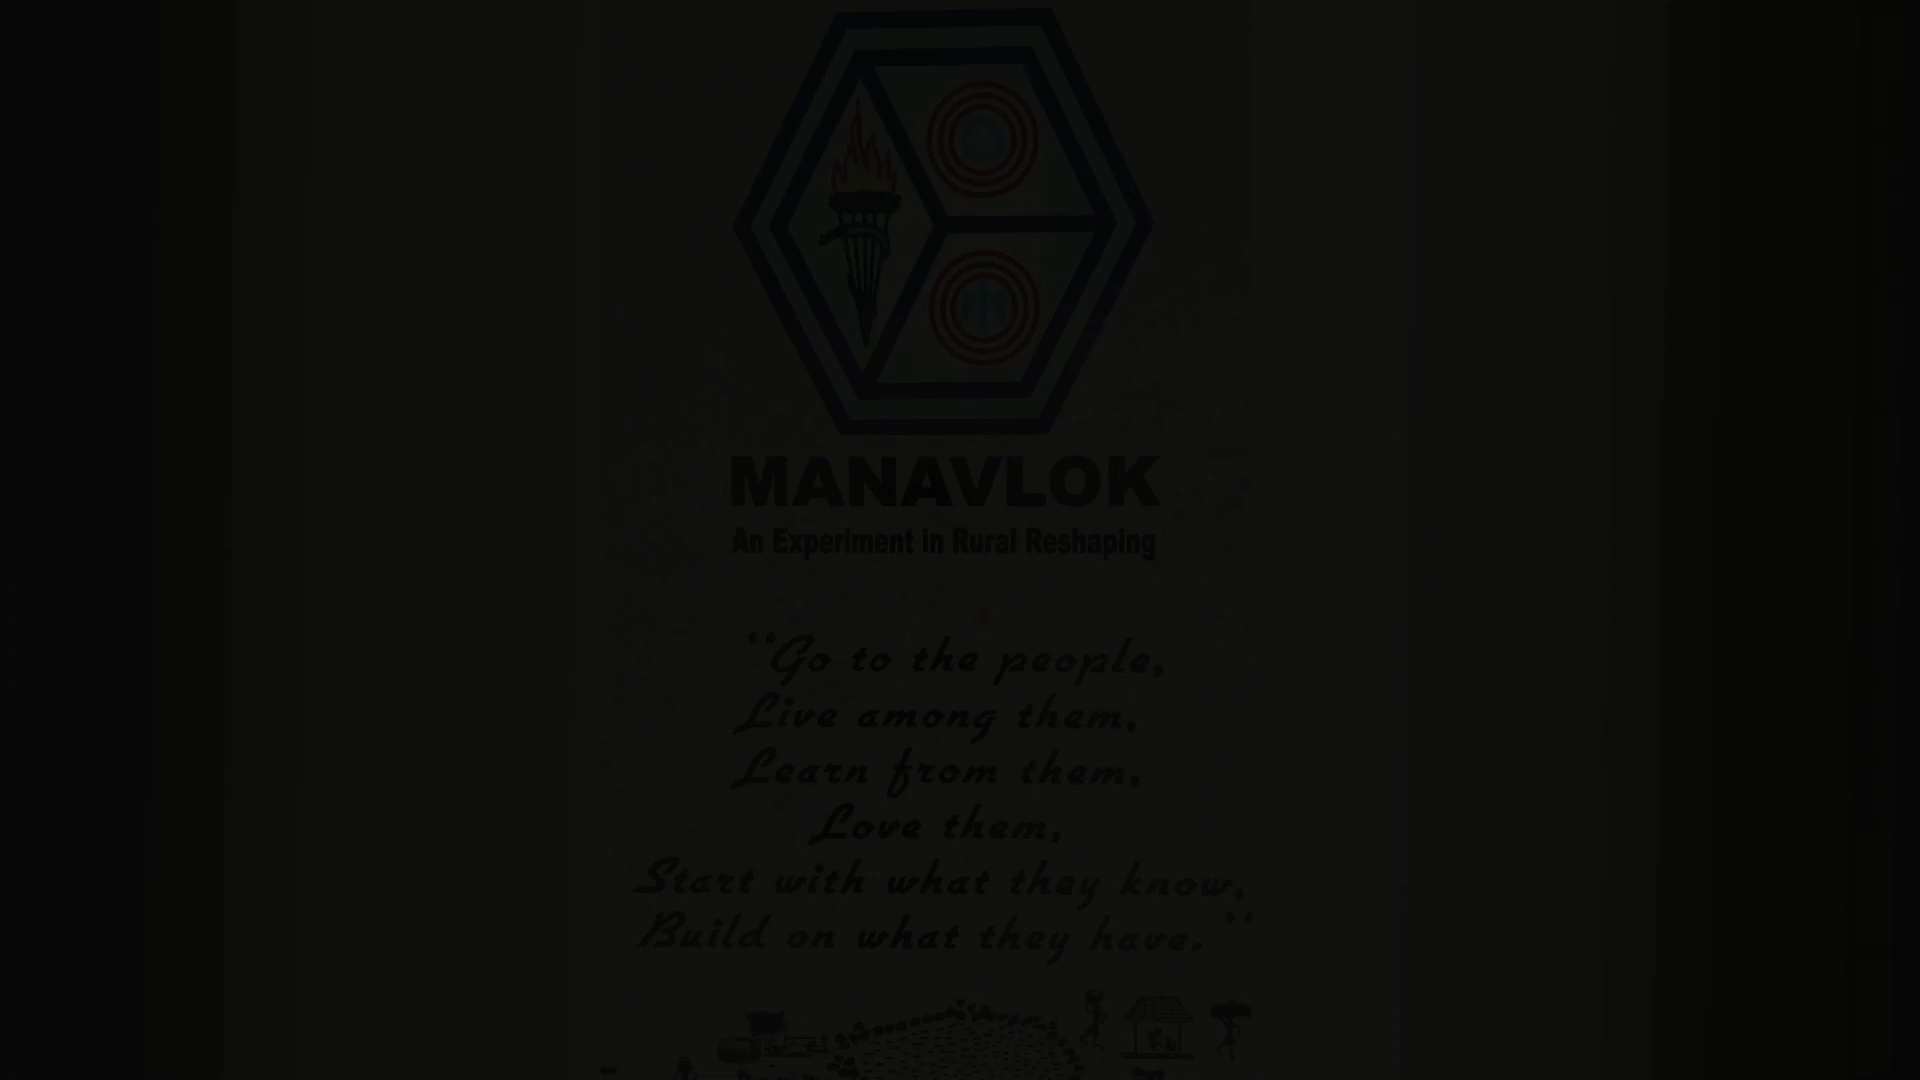 MANAVLOK
An Experiment in Rural Reshaping
"Go to the people,
Live among them,
Learn from them,
Love them,
Start with what they know,
Build on what they have."